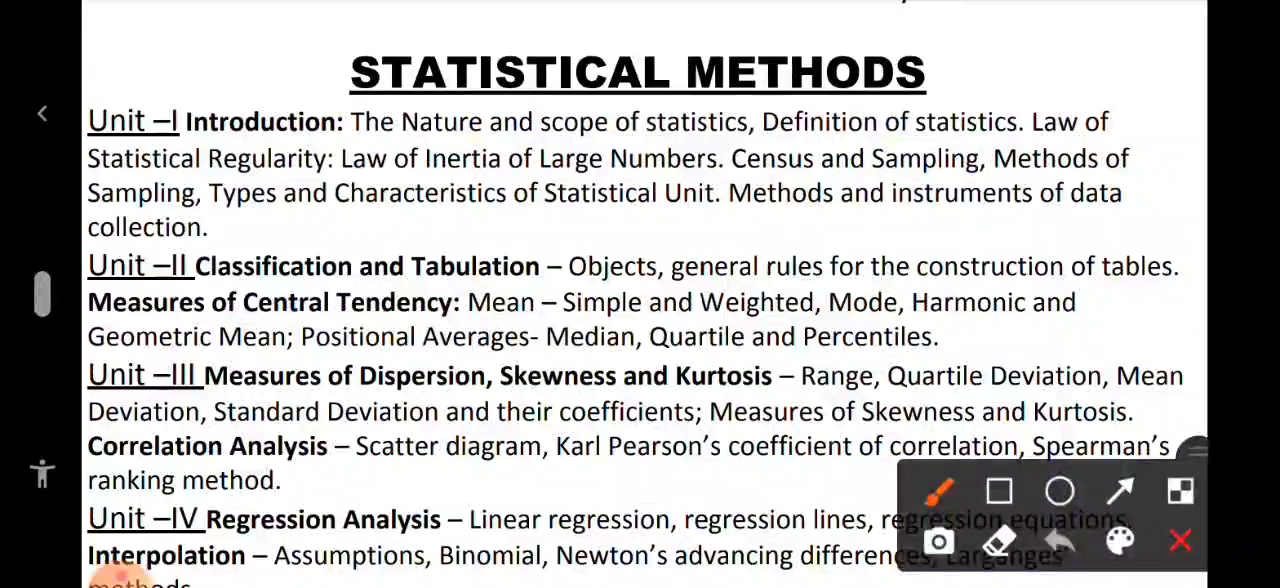 STATISTICAL METHODS
Unit –I Introduction: The Nature and scope of statistics, Definition of statistics. Law of
Statistical Regularity: Law of Inertia of Large Numbers. Census and Sampling, Methods of
Sampling, Types and Characteristics of Statistical Unit. Methods and instruments of data
collection.
Unit –II Classification and Tabulation – Objects, general rules for the construction of tables.
Measures of Central Tendency: Mean – Simple and Weighted, Mode, Harmonic and
Geometric Mean; Positional Averages- Median, Quartile and Percentiles.
Unit –III Measures of Dispersion, Skewness and Kurtosis – Range, Quartile Deviation, Mean
Deviation, Standard Deviation and their coefficients; Measures of Skewness and Kurtosis.
Correlation Analysis – Scatter diagram, Karl Pearson's coefficient of correlation, Spearman's
ranking method.
Unit –IV Regression Analysis – Linear regression, regression lines, regression equations.
Interpolation – Assumptions, Binomial, Newton's advancing difference, Larganges'
methods